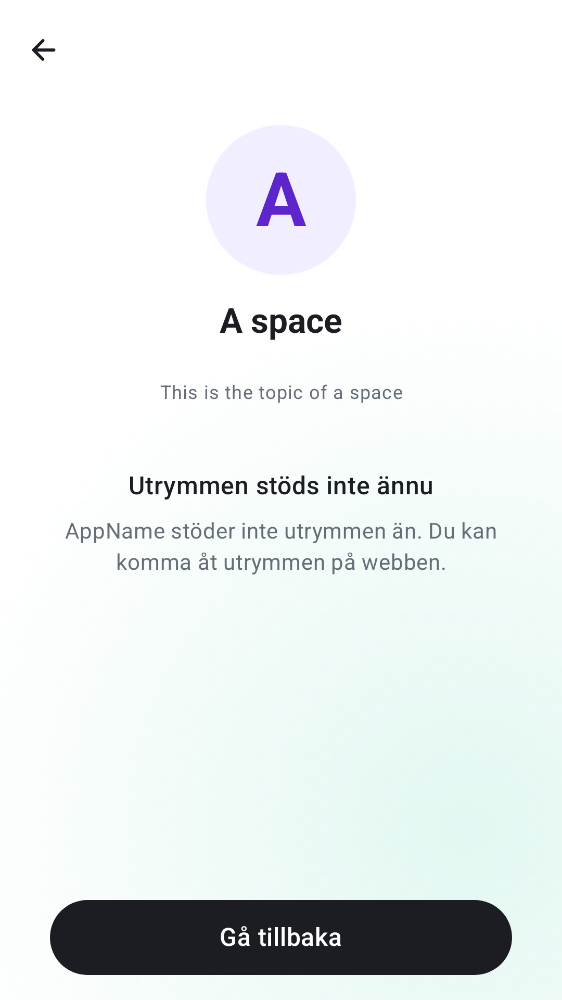 A
A space
This is the topic of a space
Utrymmen stöds inte ännu
AppName stöder inte utrymmen än. Du kan
komma åt utrymmen på webben.
Gå tillbaka